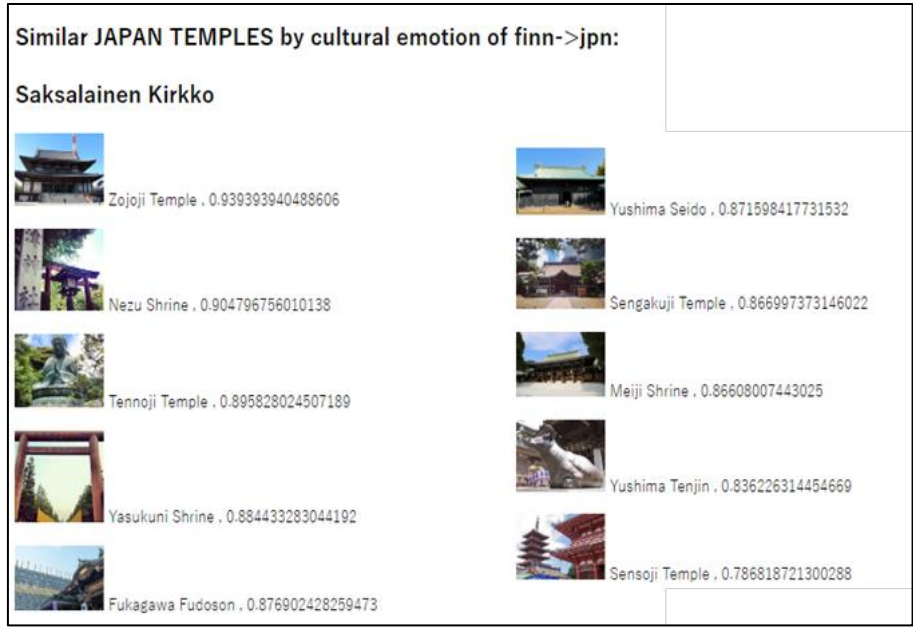 Similar JAPAN TEMPLES by cultural emotion of finn->jpn:
Saksalainen Kirkko
Zojoji Temple , 0.939393940488606
Nezu Shrine , 0.904796756010138
Tennoji Temple , 0.895828024507189
Yasukuni Shrine , 0.884433283044192
Fukagawa Fudoson , 0.876902428259473
Yushima Seido , 0.871598417731532
Sengakuji Temple , 0.866997373146022
Meiji Shrine , 0.86608007443025
Yushima Tenjin , 0.836226314454669
Sensoji Temple , 0.786818721300288